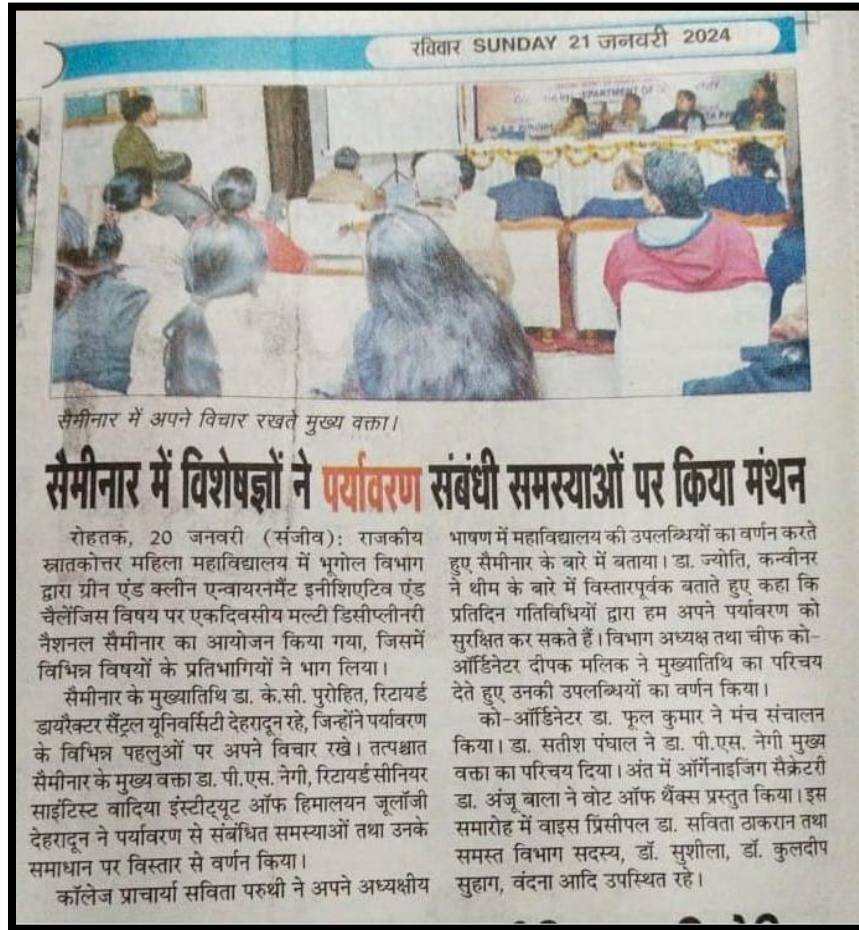 रविवार SUNDAY 21 जनवरी 2024
PARTMENT OF
सैमीनार में अपने विचार रखते मुख्य वक्ता।
सैमीनार में विशेषज्ञों ने पर्यावरण संबंधी समस्याओं पर किया मंथन
रोहतक, 20 जनवरी (संजीव): राजकीय
स्नातकोत्तर महिला महाविद्यालय में भूगोल विभाग
द्वारा ग्रीन एंड क्लीन एन्वायरनमैंट इनीशिएटिव एंड
चैलेंजिस विषय पर एकदिवसीय मल्टी डिसीप्लीनरी
नैशनल सैमीनार का आयोजन किया गया, जिसमें
विभिन्न विषयों के प्रतिभागियों ने भाग लिया।
सैमीनार के मुख्यातिथि डा. के.सी. पुरोहित, रिटायर्ड
डायरैक्टर सैंट्रल यूनिवर्सिटी देहरादून रहे, जिन्होंने पर्यावरण
के विभिन्न पहलुओं पर अपने विचार रखे। तत्पश्चात
सैमीनार के मुख्य वक्ता डा. पी.एस. नेगी, रिटायर्ड सीनियर
साइंटिस्ट वादिया इंस्टीट्यूट ऑफ हिमालयन जूलॉजी
देहरादून ने पर्यावरण से संबंधित समस्याओं तथा उनके
समाधान पर विस्तार से वर्णन किया।
कॉलेज प्राचार्या सविता परुथी ने अपने अध्यक्षीय
भाषण में महाविद्यालय की उपलब्धियों का वर्णन करते
हुए सैमीनार के बारे में बताया। डा. ज्योति, कन्वीनर
ने थीम के बारे में विस्तारपूर्वक बताते हुए कहा कि
प्रतिदिन गतिविधियों द्वारा हम अपने पर्यावरण को
सुरक्षित कर सकते हैं। विभाग अध्यक्ष तथा चीफ को-
ऑर्डिनेटर दीपक मलिक ने मुख्यातिथि का परिचय
देते हुए उनकी उपलब्धियों का वर्णन किया।
को-ऑर्डिनेटर डा. फूल कुमार ने मंच संचालन
किया। डा. सतीश पंघाल ने डा. पी.एस. नेगी मुख्य
वक्ता का परिचय दिया। अंत में ऑर्गेनाइजिंग सैक्रेटरी
डा. अंजू बाला ने वोट ऑफ थैंक्स प्रस्तुत किया। इस
समारोह में वाइस प्रिंसीपल डा. सविता ठाकरान तथा
समस्त विभाग सदस्य, डॉ. सुशीला, डॉ. कुलदीप
सुहाग, वंदना आदि उपस्थित रहे।